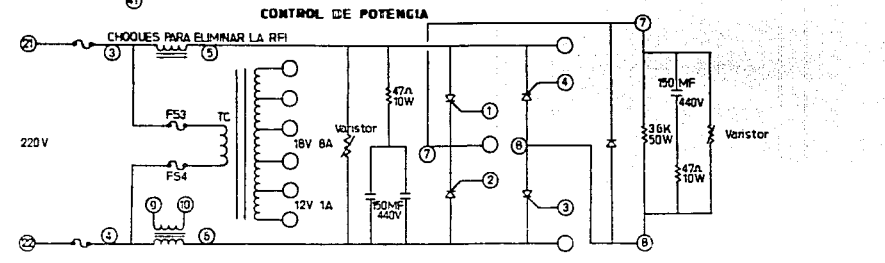 41
CONTROL DE POTENCIA
CHOQUES PARA ELIMINAR LA RFI
7
21
3
5
47Ω
10W
4
150 MF
440V
FS3
TC
1
Varistor
36K
50W
Varistor
220 V
18V 8A
7
8
FS4
2
47Ω
10W
9
10
12V 1A
150MF
440V
3
22
4
6
8